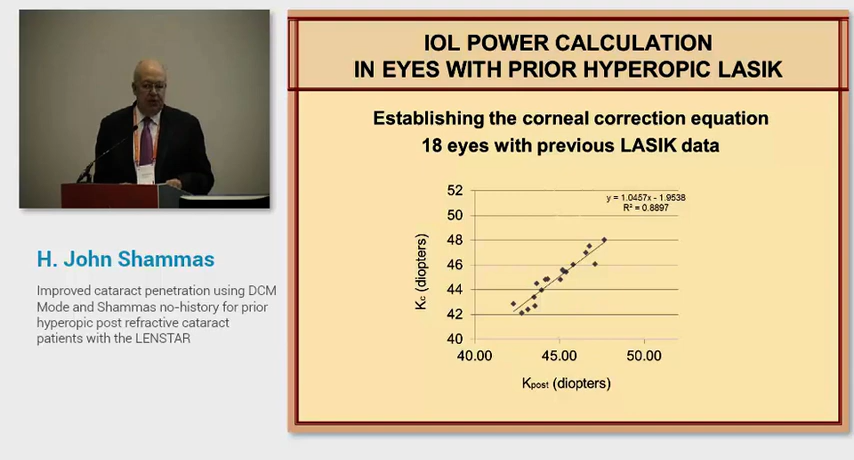 H. John Shammas
Improved cataract penetration using DCM
Mode and Shammas no-history for prior
hyperopic post refractive cataract
patients with the LENSTAR
IOL POWER CALCULATION
IN EYES WITH PRIOR HYPEROPIC LASIK
Establishing the corneal correction equation
18 eyes with previous LASIK data
y = 1.0457x - 1.9538
R² = 0.8897
52
50
48
46
44
42
40
Kc (diopters)
40.00 45.00 50.00
Kpost (diopters)